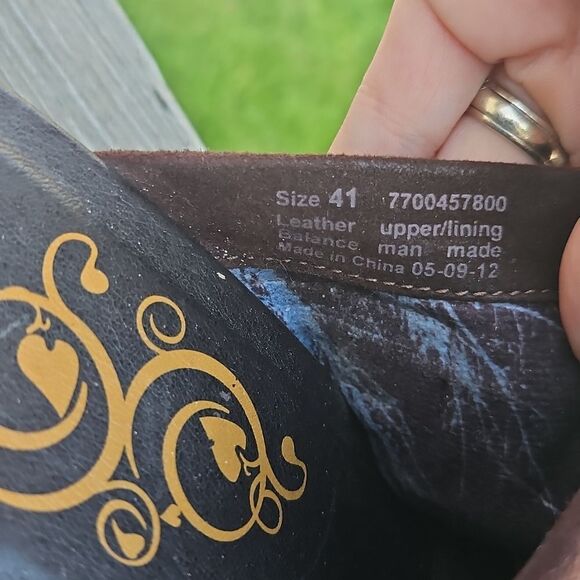 Size 41 7700457800
Leather upper/lining
Balance man made
Made in China 05-09-12